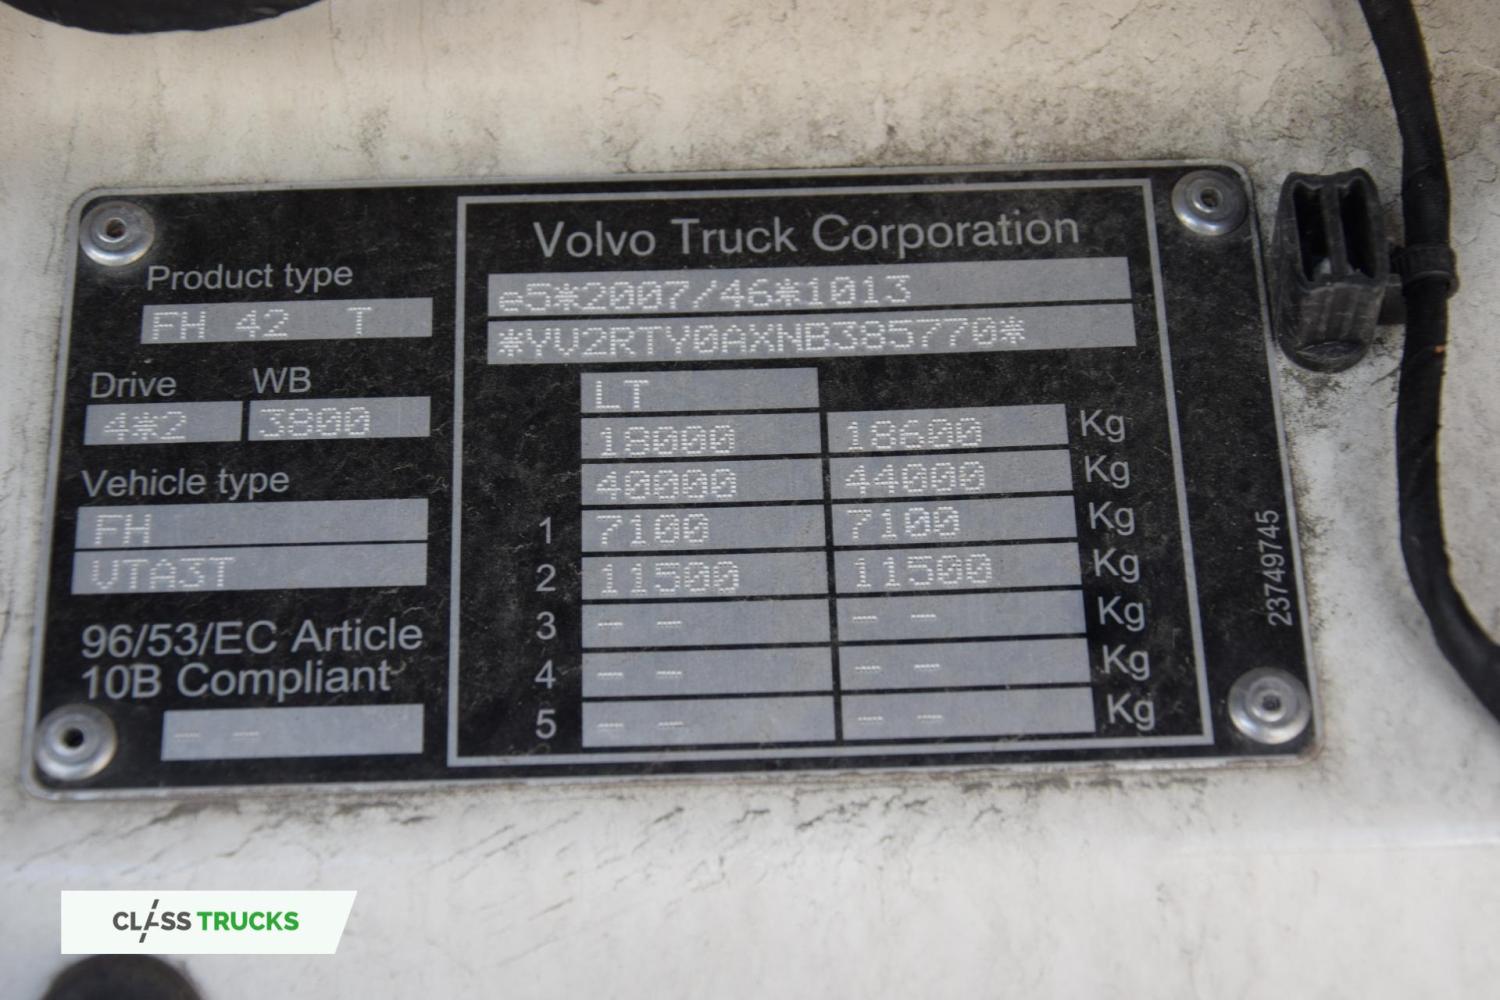 Volvo Truck Corporation
Product type
FH 42 T
Drive WB
4*2 3800
Vehicle type
FH
VTA3T
96/53/EC Article
10B Compliant
-- --
e5*2007/46*1013
*YV2RTY0AXNB385770*
LT
18000 18600 Kg
40000 44000 Kg
1 7100 7100 Kg
2 11500 11500 Kg
3 -- -- -- -- Kg
4 -- -- -- -- Kg
5 -- -- -- -- Kg
23749745
CLASS TRUCKS